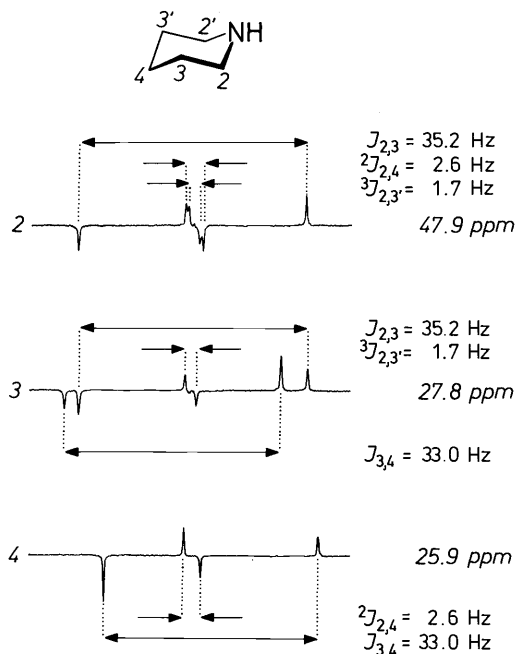 3'
2'
NH
4
3
2
J2,3 = 35.2 Hz
²J2,4 = 2.6 Hz
³J2,3' = 1.7 Hz
2
47.9 ppm
J2,3 = 35.2 Hz
³J2,3' = 1.7 Hz
3
27.8 ppm
J3,4 = 33.0 Hz
4
25.9 ppm
²J2,4 = 2.6 Hz
J3,4 = 33.0 Hz